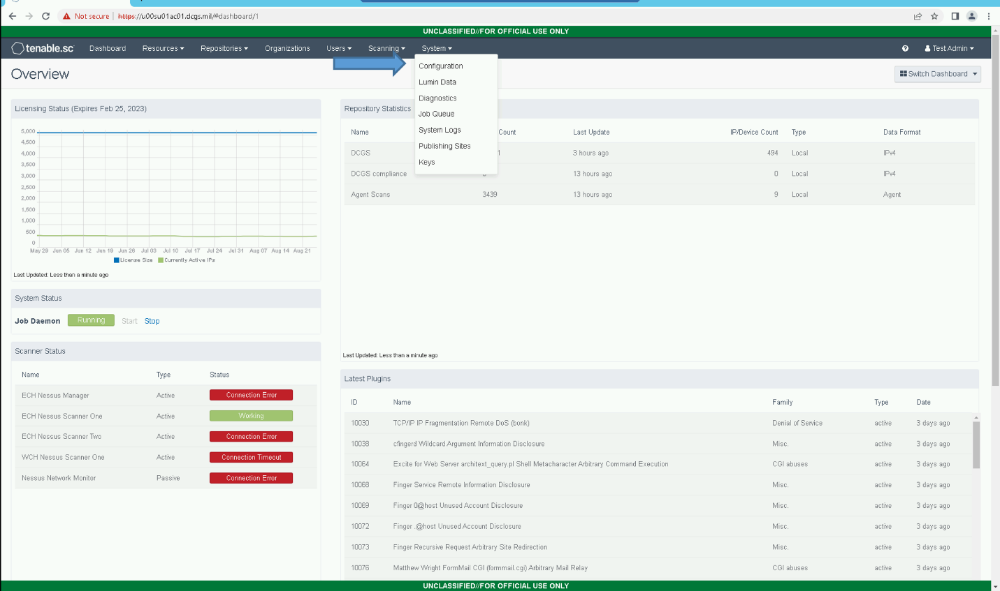 Not secure | https://u00su01ac01.dcgs.mil/#dashboard/1
UNCLASSIFIED//FOR OFFICIAL USE ONLY
tenable.sc Dashboard Resources Repositories Organizations Users Scanning System Test Admin
Configuration
Lumin Data
Diagnostics
Job Queue
System Logs
Publishing Sites
Keys
Overview
Switch Dashboard
Licensing Status (Expires Feb 25, 2023)
5,000
4,500
4,000
3,500
3,000
2,500
2,000
1,500
1,000
500
0
May 29 Jun 05 Jun 12 Jun 19 Jun 26 Jul 03 Jul 10 Jul 17 Jul 24 Jul 31 Aug 07 Aug 14 Aug 21
License Size Currently Active IPs
Last Updated: Less than a minute ago
System Status
Job Daemon Running Start Stop
Scanner Status
Name Type Status
ECH Nessus Manager Active Connection Error
ECH Nessus Scanner One Active Working
ECH Nessus Scanner Two Active Connection Error
WCH Nessus Scanner One Active Connection Timeout
Nessus Network Monitor Passive Connection Error
Repository Statistics
Name Count Last Update IP/Device Count Type Data Format
DCGS 1 3 hours ago 494 Local IPv4
DCGS compliance 13 hours ago 0 Local IPv4
Agent Scans 3439 13 hours ago 9 Local Agent
Last Updated: Less than a minute ago
Latest Plugins
ID Name Family Type Date
10030 TCP/IP IP Fragmentation Remote DoS (bonk) Denial of Service active 3 days ago
10038 cfingerd Wildcard Argument Information Disclosure Misc. active 3 days ago
10064 Excite for Web Server architext_query.pl Shell Metacharacter Arbitrary Command Execution CGI abuses active 3 days ago
10068 Finger Service Remote Information Disclosure Misc. active 3 days ago
10069 Finger 0@host Unused Account Disclosure Misc. active 3 days ago
10072 Finger .@host Unused Account Disclosure Misc. active 3 days ago
10073 Finger Recursive Request Arbitrary Site Redirection Misc. active 3 days ago
10076 Matthew Wright FormMail CGI (formmail.cgi) Arbitrary Mail Relay CGI abuses active 3 days ago
UNCLASSIFIED//FOR OFFICIAL USE ONLY